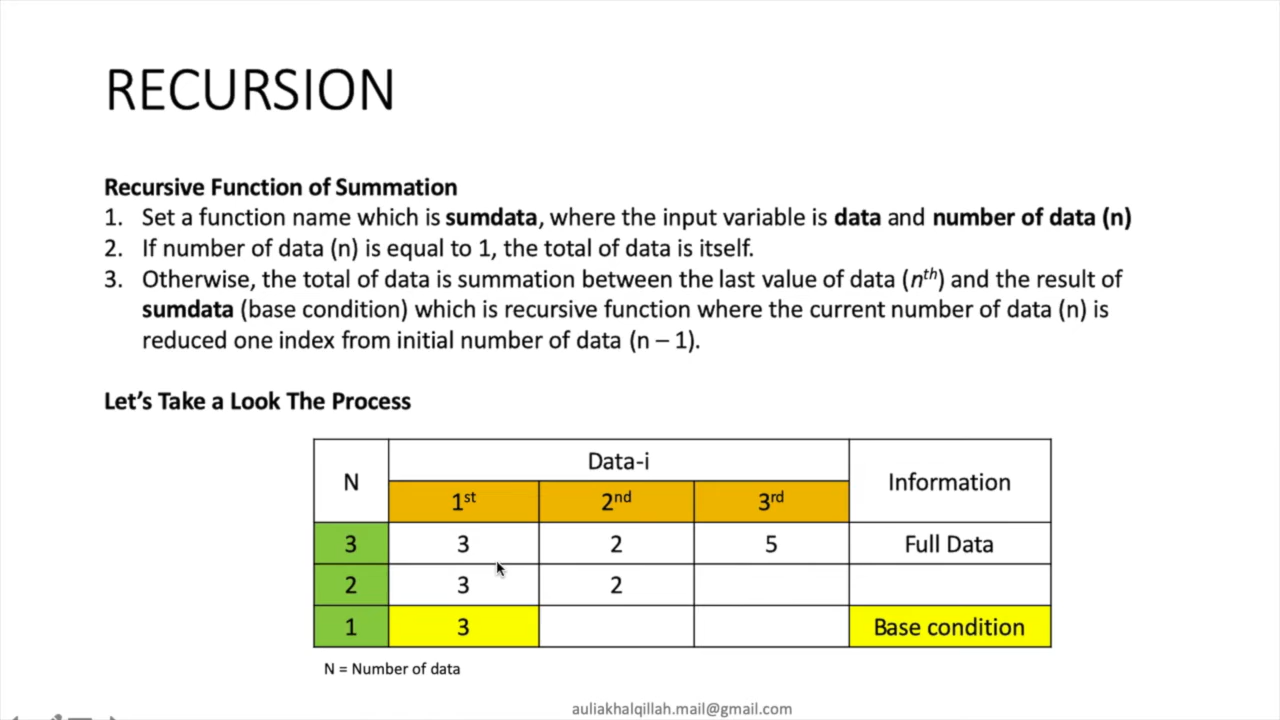 RECURSION
Recursive Function of Summation
1. Set a function name which is sumdata, where the input variable is data and number of data (n)
2. If number of data (n) is equal to 1, the total of data is itself.
3. Otherwise, the total of data is summation between the last value of data (nth) and the result of
sumdata (base condition) which is recursive function where the current number of data (n) is
reduced one index from initial number of data (n – 1).
Let’s Take a Look The Process
N Data-i Information
1st 2nd 3rd
3 3 2 5 Full Data
2 3 2
1 3 Base condition
N = Number of data
auliakhalqillah.mail@gmail.com